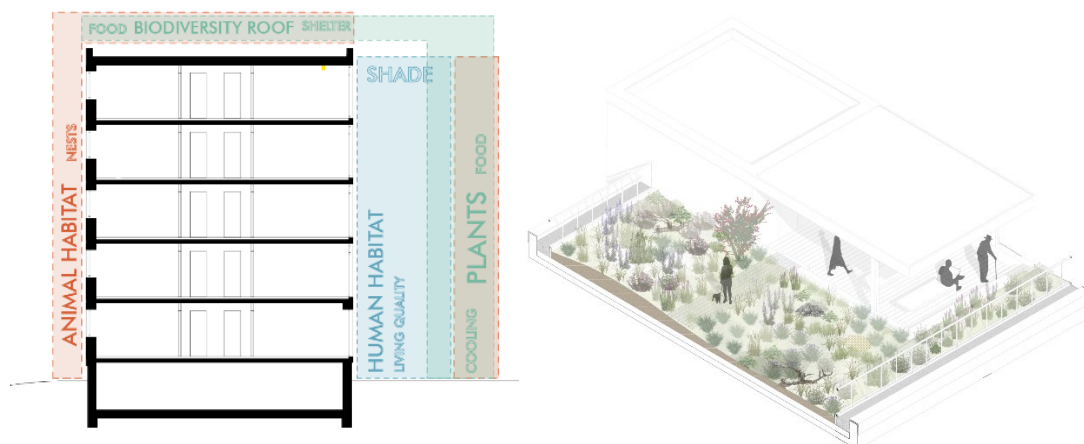 FOOD BIODIVERSITY ROOF SHELTER
SHADE
ANIMAL HABITAT
NESTS
HUMAN HABITAT
LIVING QUALITY
COOLING
PLANTS
FOOD